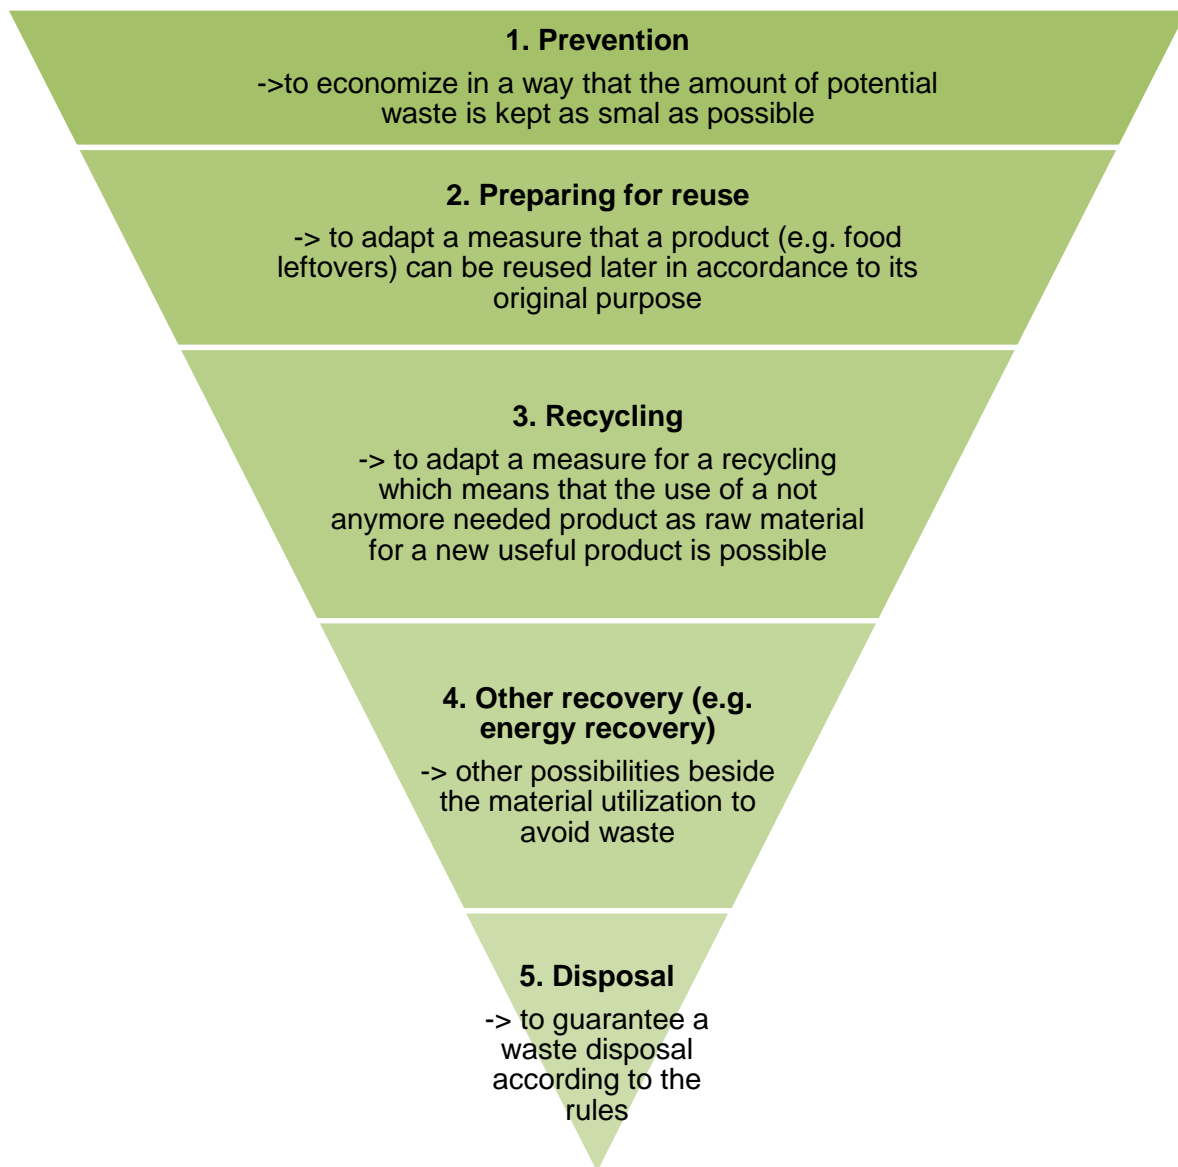 1. Prevention
->to economize in a way that the amount of potential
waste is kept as smal as possible
2. Preparing for reuse
-> to adapt a measure that a product (e.g. food
leftovers) can be reused later in accordance to its
original purpose
3. Recycling
-> to adapt a measure for a recycling
which means that the use of a not
anymore needed product as raw material
for a new useful product is possible
4. Other recovery (e.g.
energy recovery)
-> other possibilities beside
the material utilization to
avoid waste
5. Disposal
-> to guarantee a
waste disposal
according to the
rules